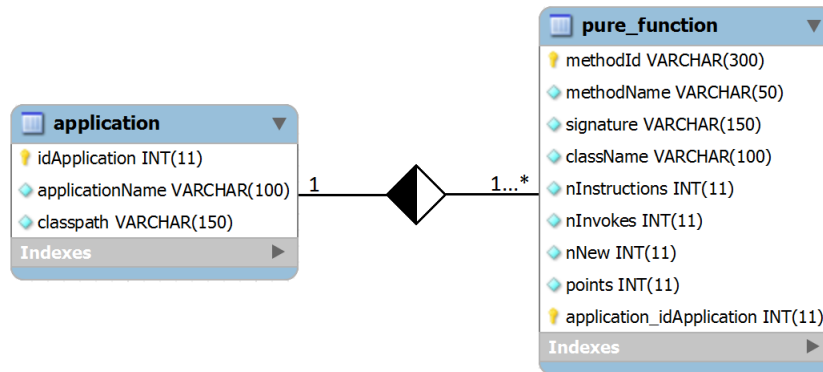 application
idApplication INT(11)
applicationName VARCHAR(100)
classpath VARCHAR(150)
Indexes
1
1...*
pure_function
methodId VARCHAR(300)
methodName VARCHAR(50)
signature VARCHAR(150)
className VARCHAR(100)
nInstructions INT(11)
nInvokes INT(11)
nNew INT(11)
points INT(11)
application_idApplication INT(11)
Indexes